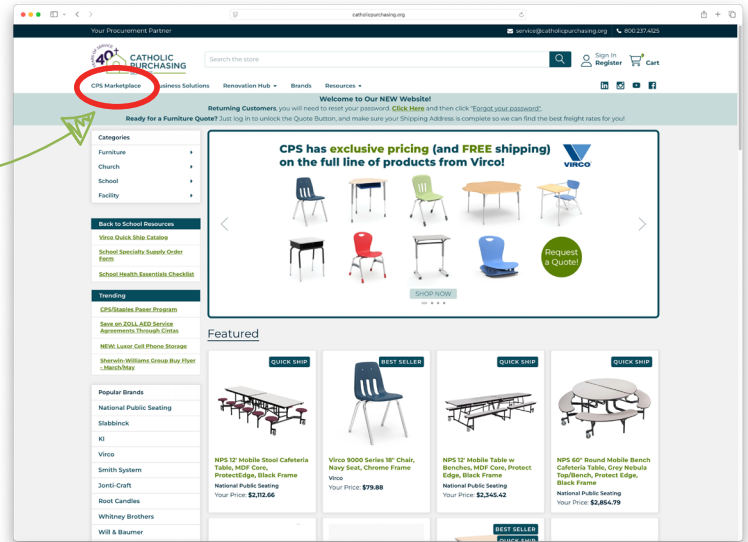 catholicpurchasing.org
Your Procurement Partner
service@catholicpurchasing.org
800.237.4125
YEARS OF SERVICE
40+
CATHOLIC
PURCHASING
Search the store
Sign In
Register
Cart
CPS Marketplace
Business Solutions
Renovation Hub
Brands
Resources
Welcome to Our NEW Website!
Returning Customers, you will need to reset your password. Click Here and then click "Forgot your password?".
Ready for a Furniture Quote? Just log in to unlock the Quote Button, and make sure your Shipping Address is complete so we can find the best freight rates for you!
Categories
Furniture
Church
School
Facility
Back to School Resources
Virco Quick Ship Catalog
School Specialty Supply Order
Form
School Health Essentials Checklist
Trending
CPS/Staples Paper Program
Save on ZOLL AED Service
Agreements Through Cintas
NEW: Luxor Cell Phone Storage
Sherwin-Williams Group Buy Flyer
- March/May
Popular Brands
National Public Seating
Slabbinck
KI
Virco
Smith System
Jonti-Craft
Root Candles
Whitney Brothers
Will & Baumer
CPS has exclusive pricing (and FREE shipping)
on the full line of products from Virco!
VIRCO
Request
a Quote!
SHOP NOW
Featured
QUICK SHIP
NPS 12' Mobile Stool Cafeteria
Table, MDF Core,
ProtectEdge, Black Frame
National Public Seating
Your Price: $2,112.66
BEST SELLER
Virco 9000 Series 18" Chair,
Navy Seat, Chrome Frame
Virco
Your Price: $79.88
QUICK SHIP
NPS 12' Mobile Table w
Benches, MDF Core, Protect
Edge, Black Frame
National Public Seating
Your Price: $2,345.42
QUICK SHIP
NPS 60" Round Mobile Bench
Cafeteria Table, Grey Nebula
Top/Bench, Protect Edge,
Black Frame
National Public Seating
Your Price: $2,854.79
BEST SELLER
QUICK SHIP